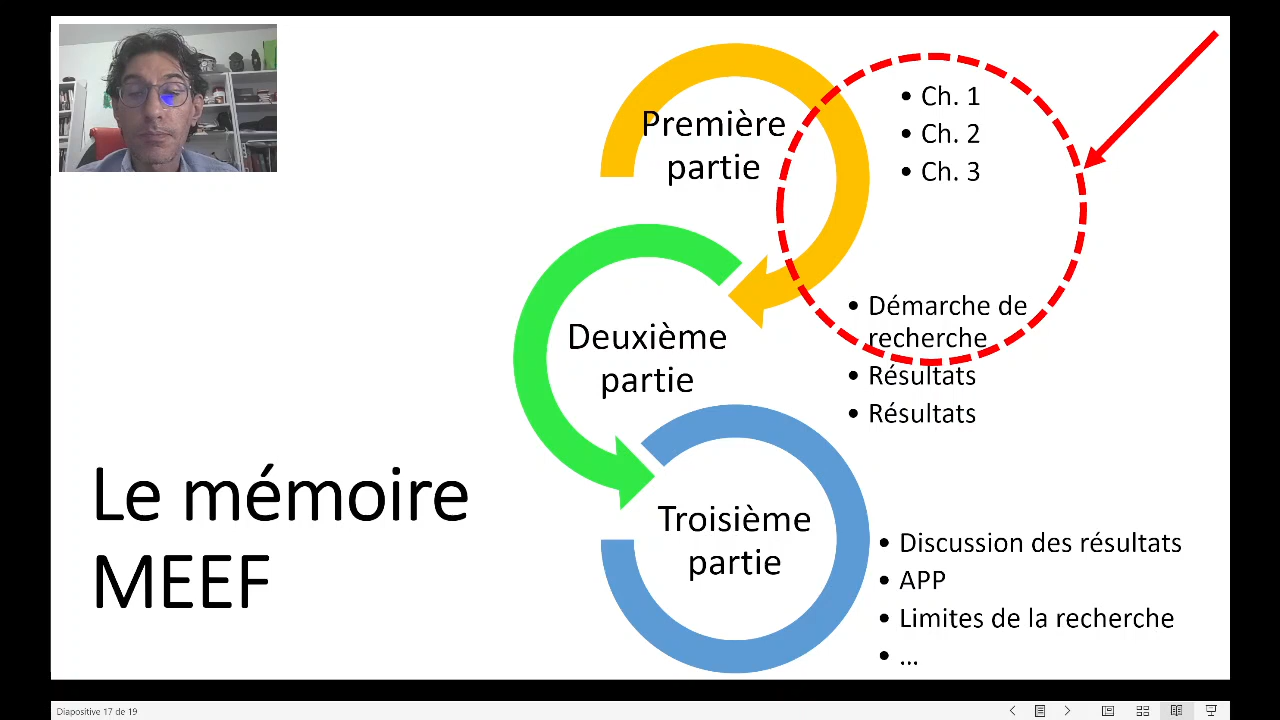 Première
partie
• Ch. 1
• Ch. 2
• Ch. 3
Deuxième
partie
• Démarche de
recherche
• Résultats
• Résultats
Troisième
partie
• Discussion des résultats
• APP
• Limites de la recherche
• ...
Le mémoire
MEEF
Diapositive 17 de 19